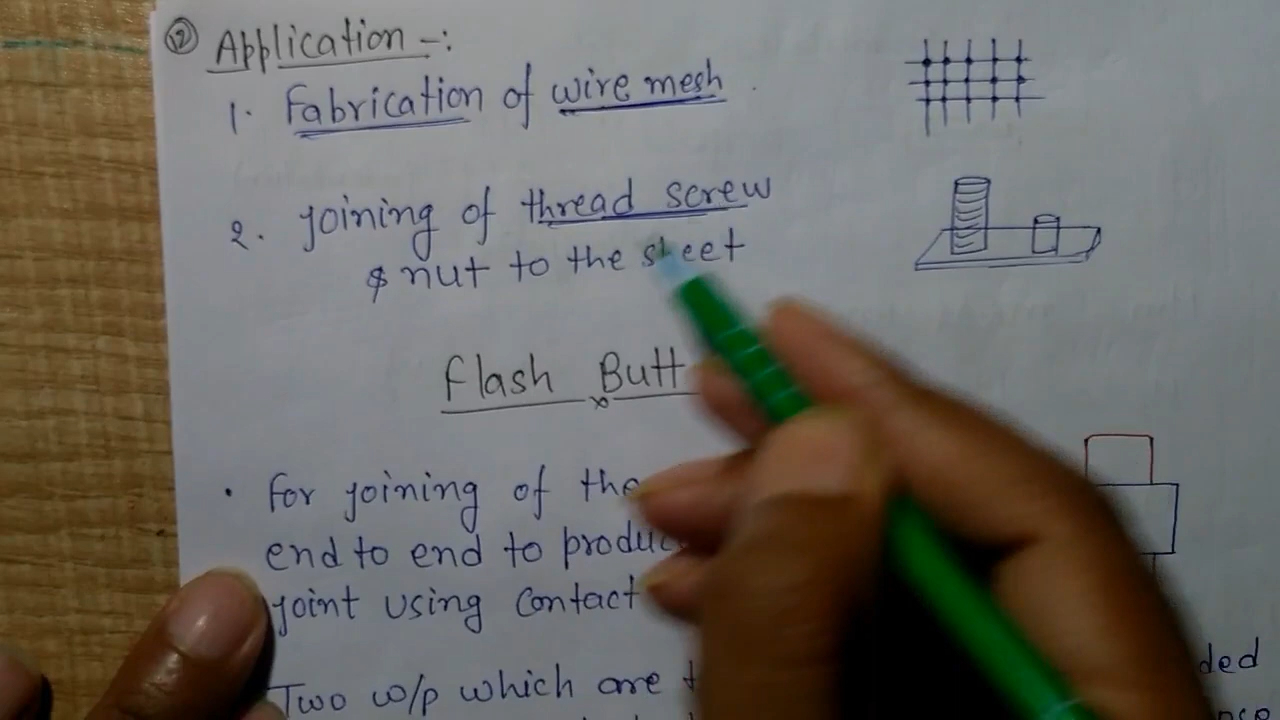 12 Application -:
1. Fabrication of wire mesh
2. joining of thread screw
& nut to the sheet
Flash Butt
• for joining of the
end to end to produc
joint using Contact
Two w/p which are
ded